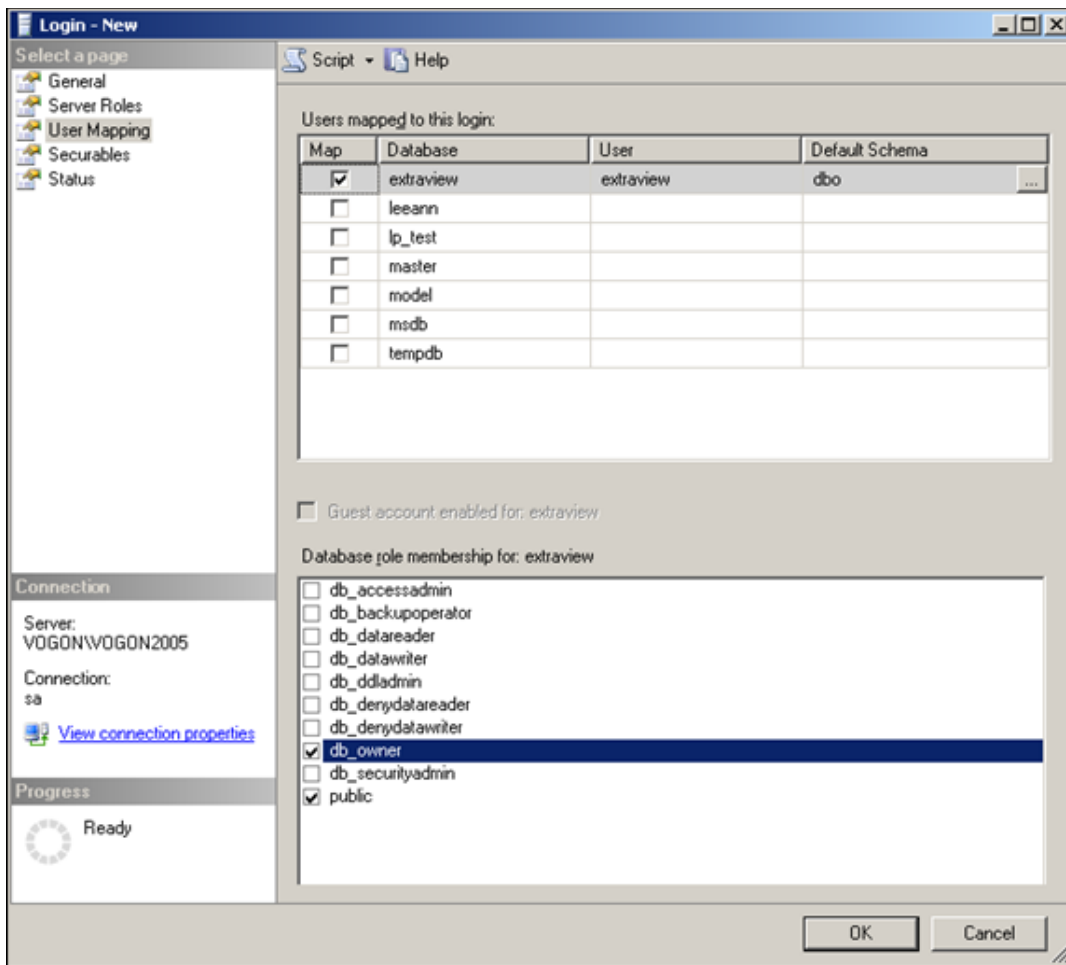 Login - New
Select a page
General
Server Roles
User Mapping
Securables
Status
Script
Help
Users mapped to this login:
Map Database User Default Schema
extraview extraview dbo ...
leeann
lp_test
master
model
msdb
tempdb
Guest account enabled for: extraview
Database role membership for: extraview
db_accessadmin
db_backupoperator
db_datareader
db_datawriter
db_ddladmin
db_denydatareader
db_denydatawriter
db_owner
db_securityadmin
public
Connection
Server:
VOGON\VOGON2005
Connection:
sa
View connection properties
Progress
Ready
OK Cancel